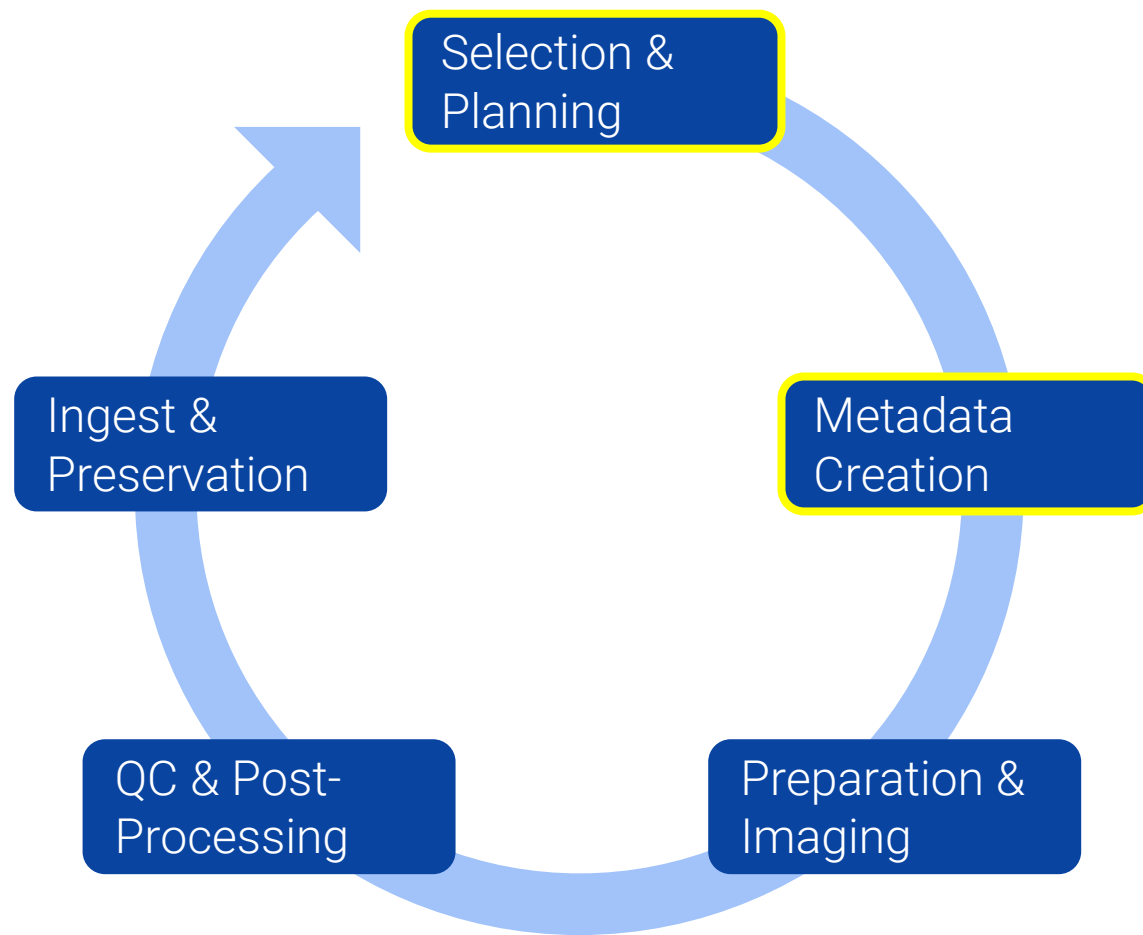 Selection &
Planning
Metadata
Creation
Preparation &
Imaging
QC & Post-
Processing
Ingest &
Preservation